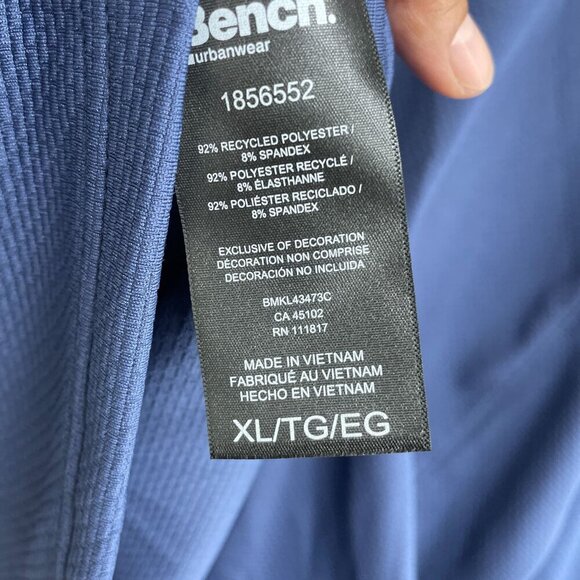 Bench.
urbanwear
1856552
92% RECYCLED POLYESTER /
8% SPANDEX
92% POLYESTER RECYCLÉ /
8% ÉLASTHANNE
92% POLIÉSTER RECICLADO /
8% SPANDEX
EXCLUSIVE OF DECORATION
DÉCORATION NON COMPRISE
DECORACIÓN NO INCLUIDA
BMKL43473C
CA 45102
RN 111817
MADE IN VIETNAM
FABRIQUÉ AU VIETNAM
HECHO EN VIETNAM
XL/TG/EG